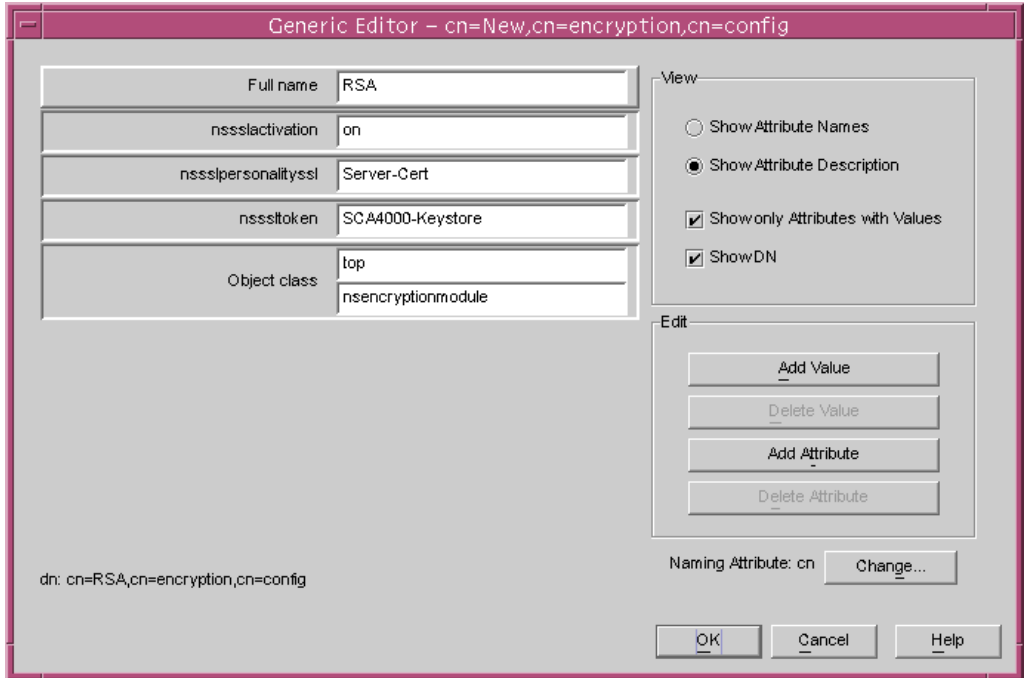 Generic Editor – cn=New,cn=encryption,cn=config
Full name RSA
nssslactivation on
nssslpersonalityssl Server-Cert
nsssltoken SCA4000-Keystore
Object class top
nsencryptionmodule
View
Show Attribute Names
Show Attribute Description
Show only Attributes with Values
Show DN
Edit
Add Value
Delete Value
Add Attribute
Delete Attribute
Naming Attribute: cn Change...
dn: cn=RSA,cn=encryption,cn=config
OK Cancel Help